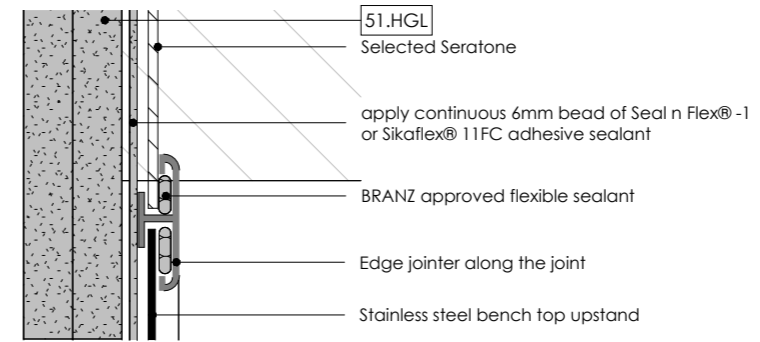 51.HGL
Selected Seratone
apply continuous 6mm bead of Seal n Flex® -1
or Sikaflex® 11FC adhesive sealant
BRANZ approved flexible sealant
Edge jointer along the joint
Stainless steel bench top upstand